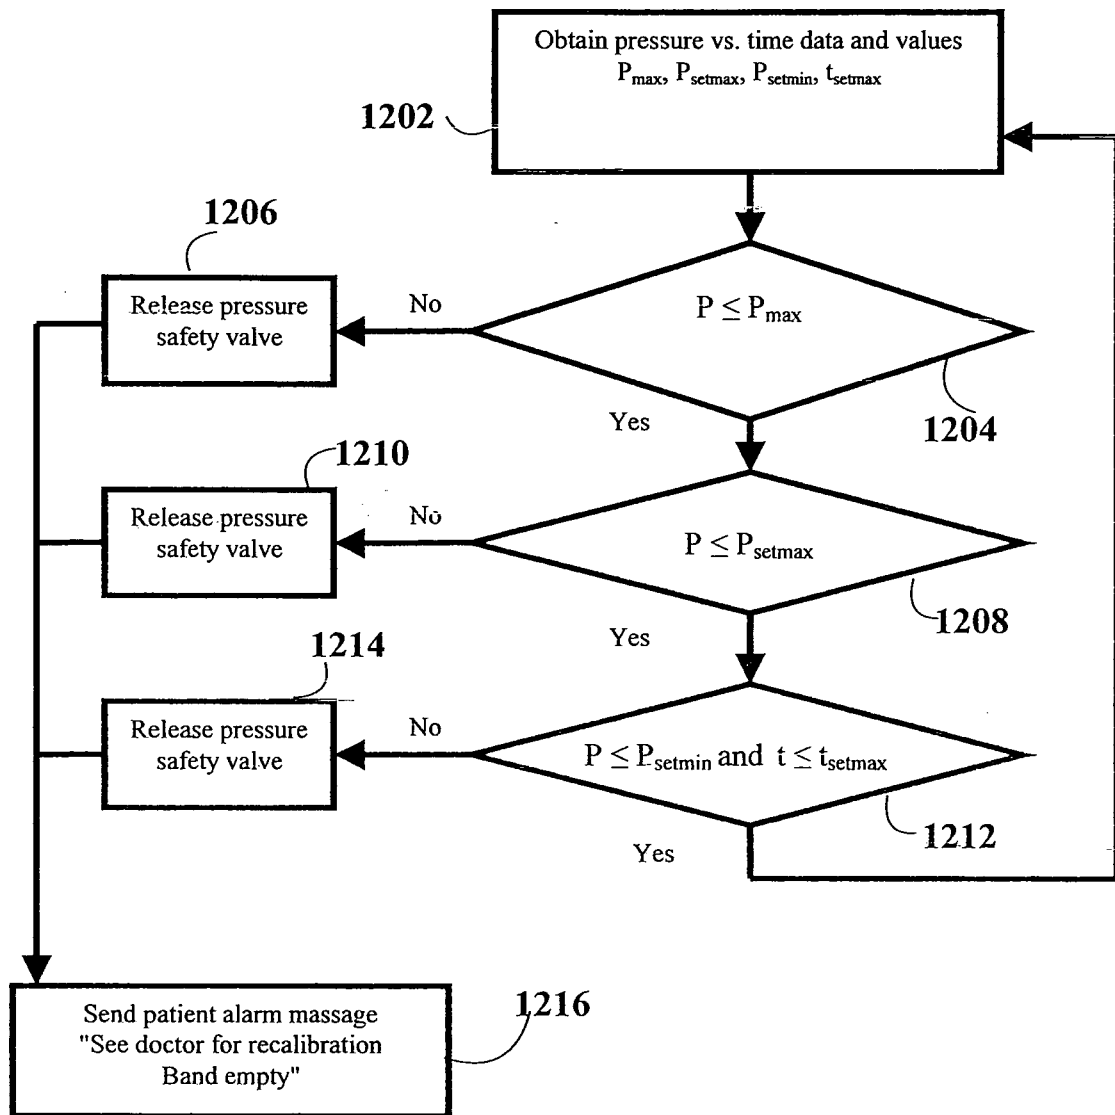 Obtain pressure vs. time data and values
Pmax, Psetmax, Psetmin, tsetmax
1202
1206
Release pressure
safety valve
No
P ≤ Pmax
Yes
1204
1210
Release pressure
safety valve
No
P ≤ Psetmax
Yes
1208
1214
Release pressure
safety valve
No
P ≤ Psetmin and t ≤ tsetmax
Yes
1212
Send patient alarm massage
"See doctor for recalibration
Band empty"
1216